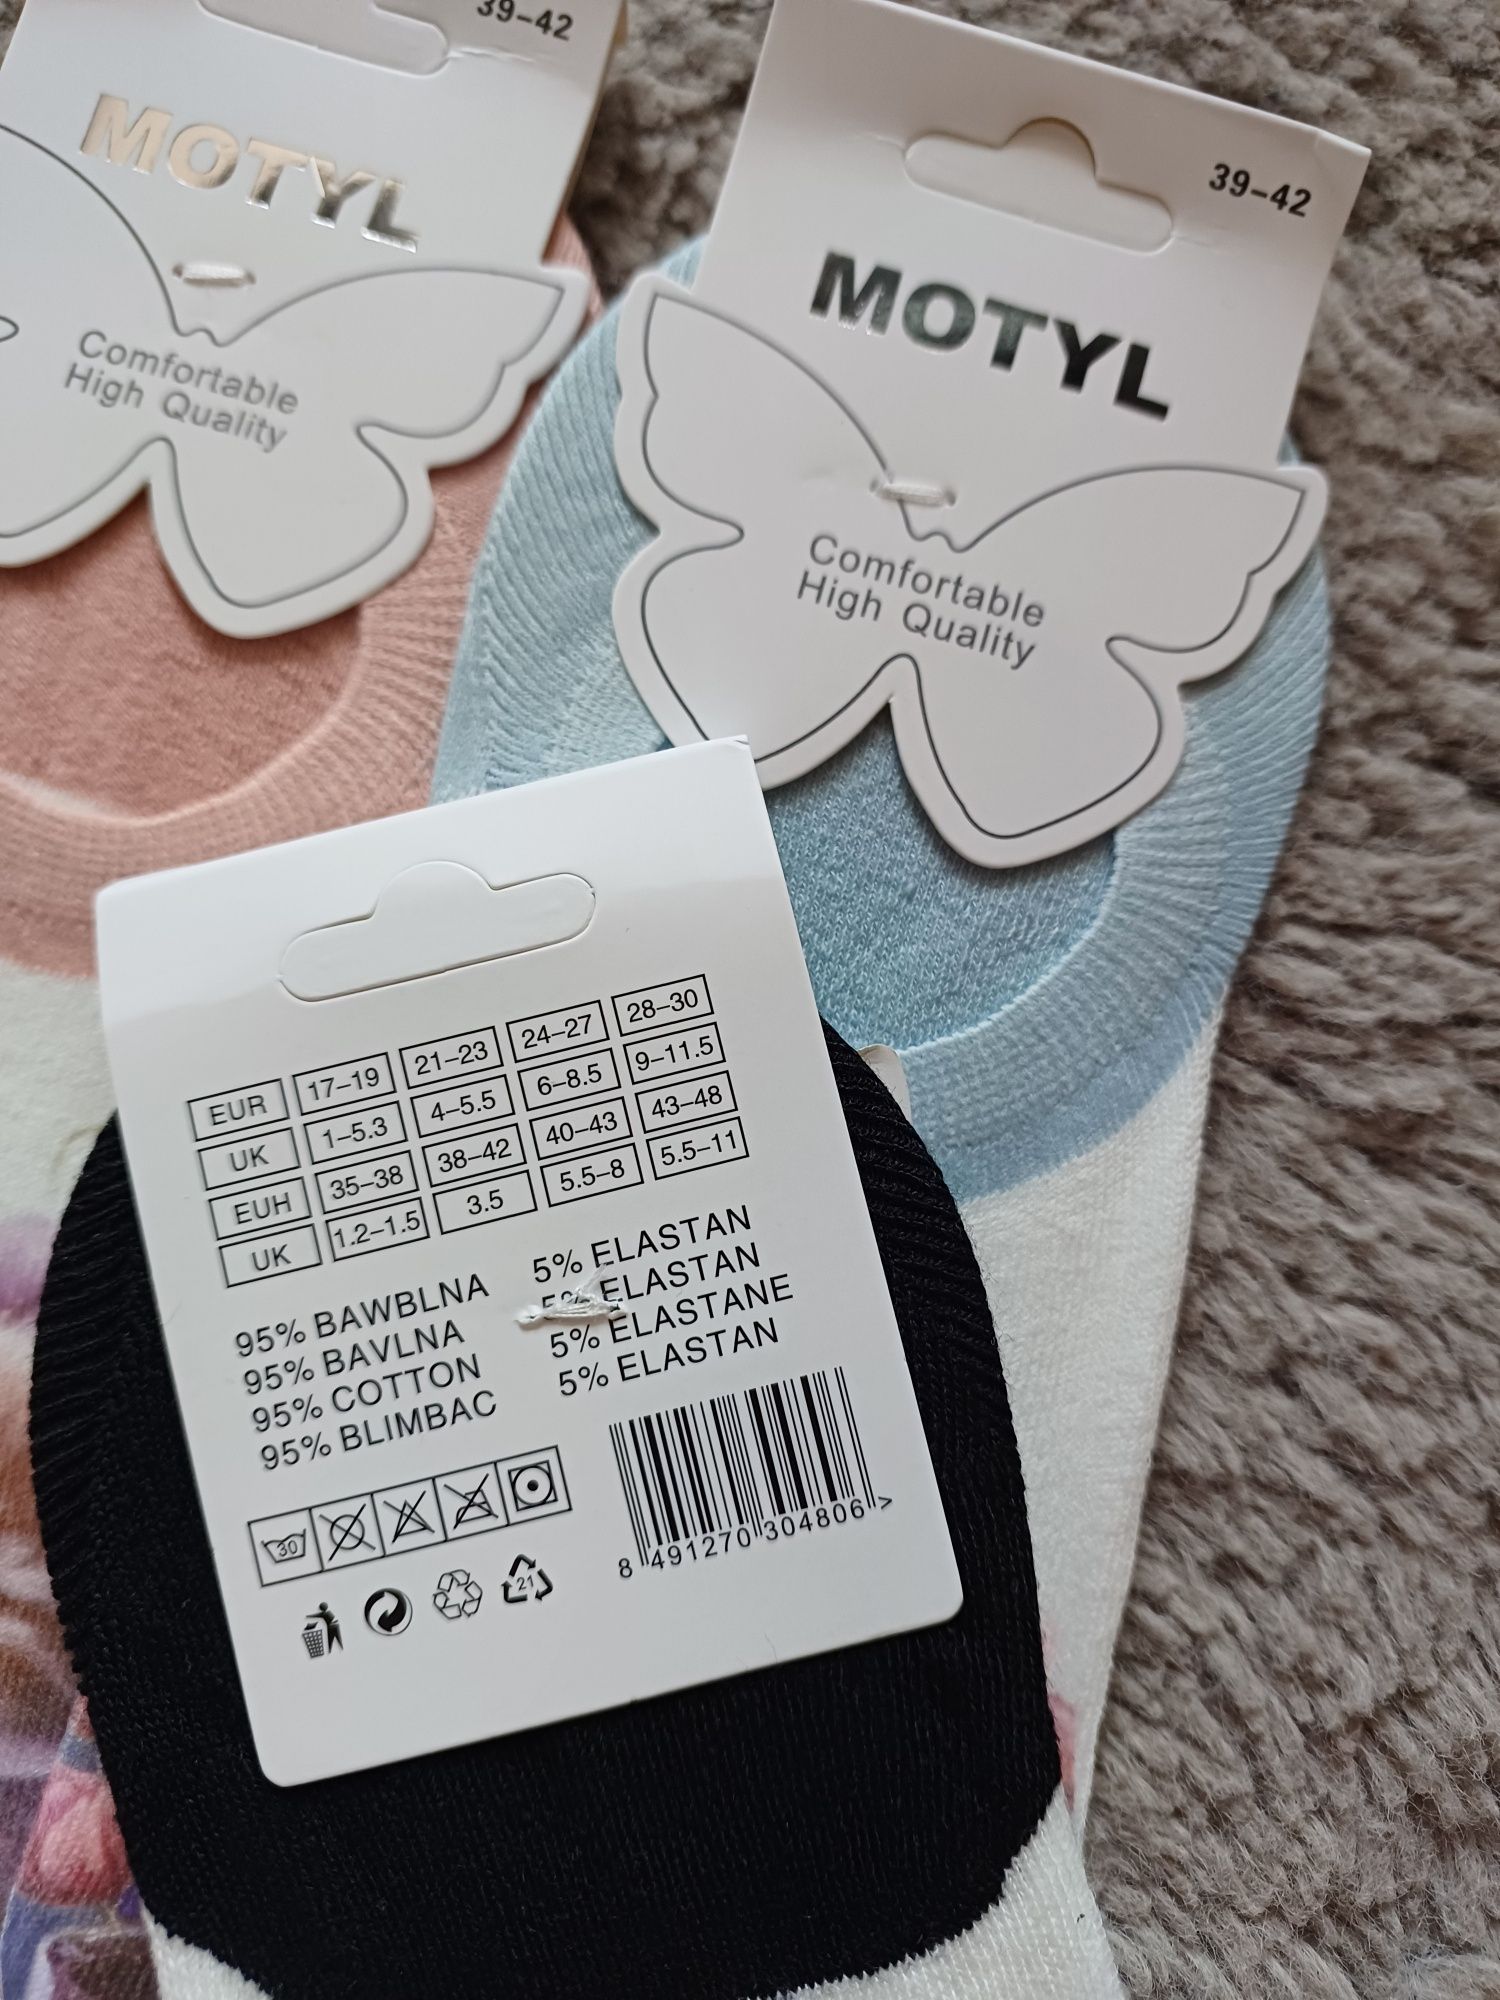 39-42
MOTYL
Comfortable
High Quality
39-42
MOTYL
Comfortable
High Quality
EUR 17-19 21-23 24-27 28-30
UK 1-5.3 4-5.5 6-8.5 9-11.5
EUH 35-38 38-42 40-43 43-48
UK 1.2-1.5 3.5 5.5-8 5.5-11
95% BAWBLNA 5% ELASTAN
95% BAVLNA 5% ELASTAN
95% COTTON 5% ELASTANE
95% BLIMBAC 5% ELASTAN
30
21
8 491270 304806 >